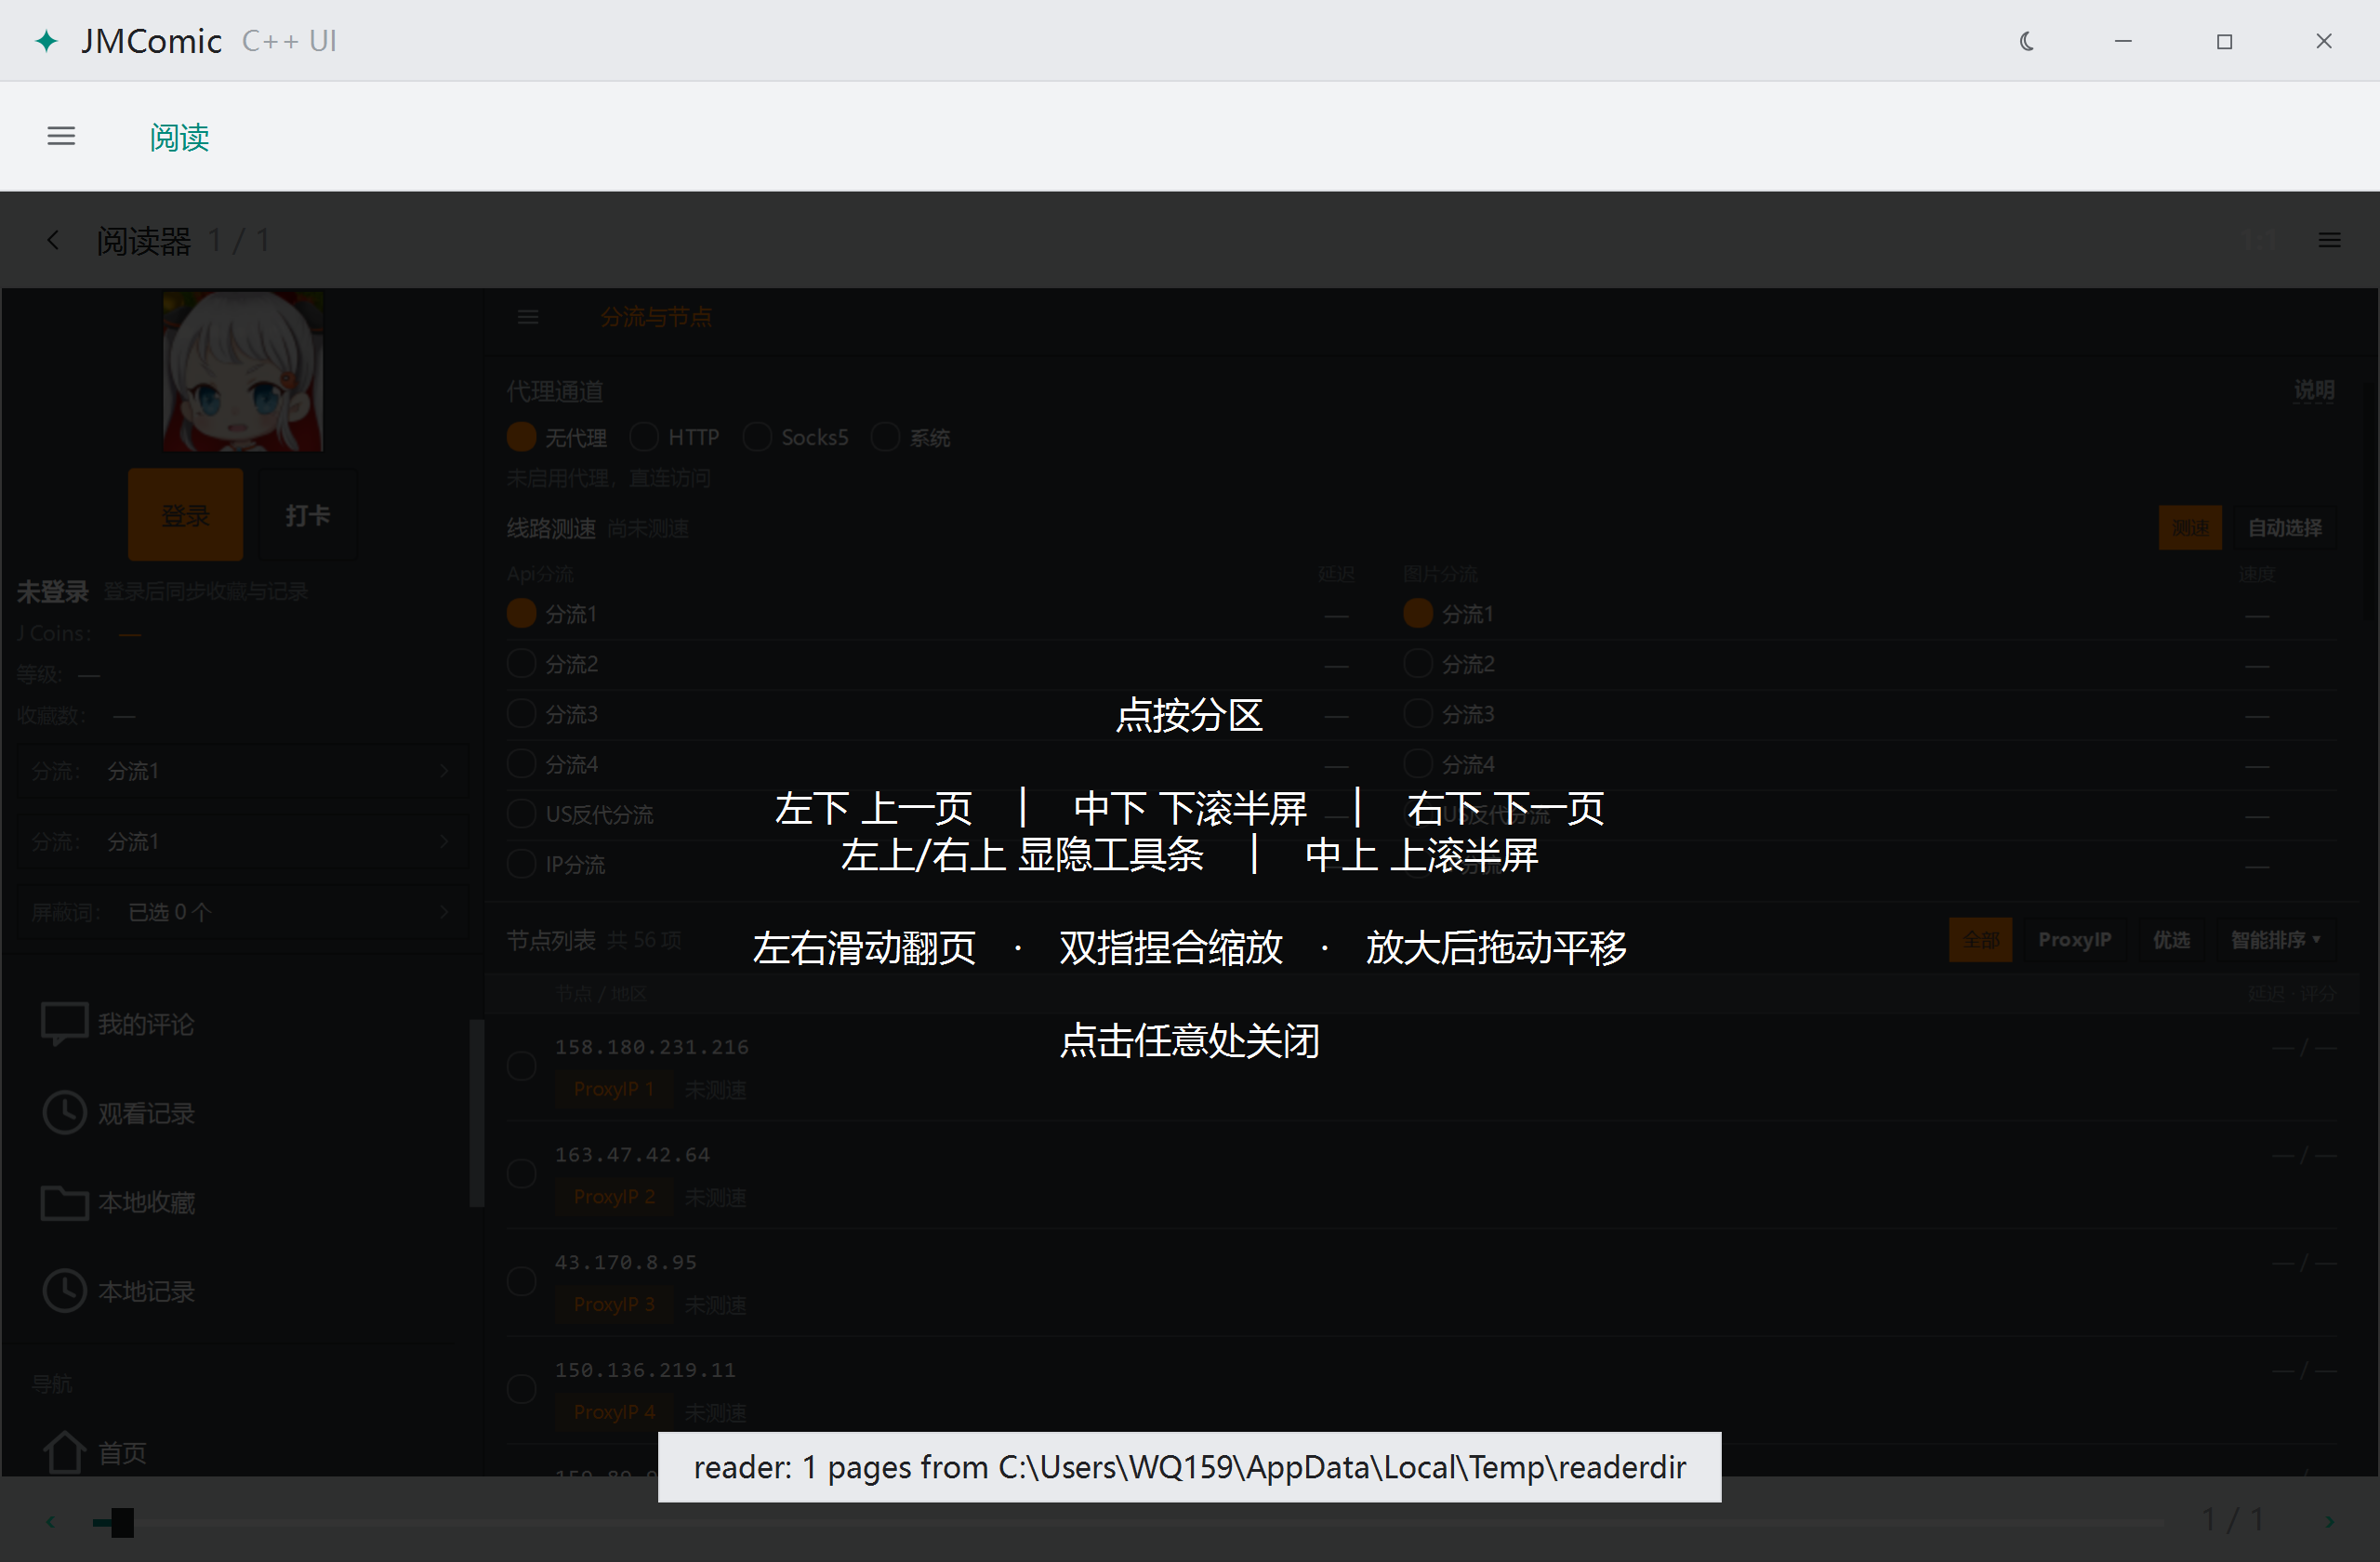 JMComic C++ UI
阅读
阅读器 1 / 1
1:1
分流与节点
代理通道
说明
无代理 HTTP Socks5 系统
未启用代理，直连访问
登录 打卡
线路测速 尚未测速
测速 自动选择
Api分流 延迟 图片分流 速度
未登录 登录后同步收藏与记录
分流1 — 分流1 —
J Coins: —
分流2 — 分流2 —
等级: —
分流3 — 分流3 —
收藏数: —
点按分区
分流4 — 分流4 —
分流: 分流1
左下 上一页 | 中下 下滚半屏 | 右下 下一页
US反代分流 — US反代分流 —
分流: 分流1
左上/右上 显隐工具条 | 中上 上滚半屏
IP分流 —
屏蔽词: 已选 0 个
节点列表 共 56 项
全部 ProxyIP 优选 智能排序 ▾
左右滑动翻页 · 双指捏合缩放 · 放大后拖动平移
节点 / 地区 延迟 · 评分
我的评论
点击任意处关闭
158.180.231.216 — / —
ProxyIP 1 未测速
观看记录
163.47.42.64 — / —
ProxyIP 2 未测速
本地收藏
43.170.8.95 — / —
ProxyIP 3 未测速
本地记录
150.136.219.11 — / —
导航
ProxyIP 4 未测速
首页
reader: 1 pages from C:\Users\WQ159\AppData\Local\Temp\readerdir
1 / 1